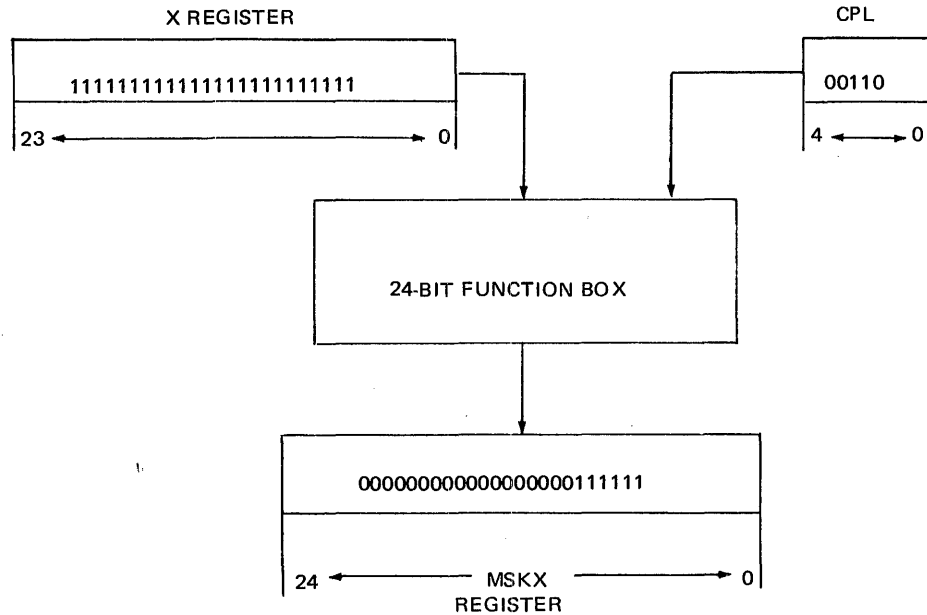 X REGISTER
CPL
111111111111111111111111
00110
23
0
4
0
24-BIT FUNCTION BOX
000000000000000000111111
24
MSKX
REGISTER
0